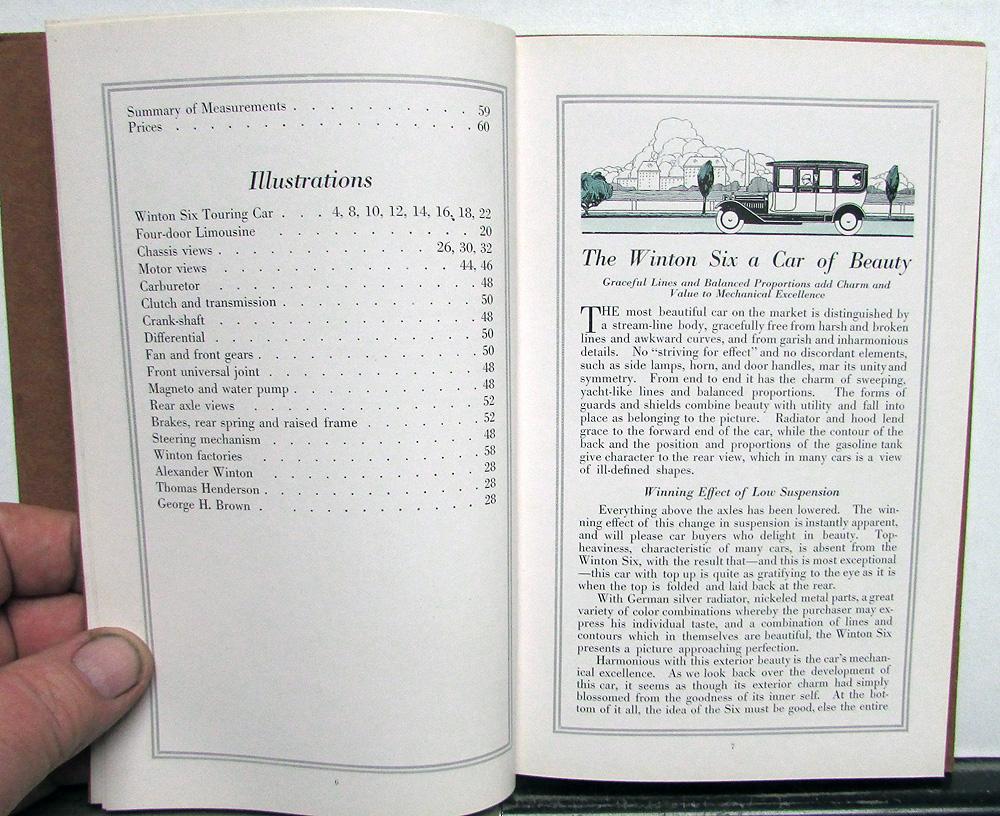 Summary of Measurements . . . . . . . . . 59
Prices . . . . . . . . . . . . . . . 60
Illustrations
Winton Six Touring Car . . . 4, 8, 10, 12, 14, 16, 18, 22
Four-door Limousine . . . . . . . . . . 20
Chassis views . . . . . . . . . . 26, 30, 32
Motor views . . . . . . . . . . . 44, 46
Carburetor . . . . . . . . . . . . . 48
Clutch and transmission . . . . . . . . . 50
Crank-shaft . . . . . . . . . . . . . 48
Differential . . . . . . . . . . . . . 50
Fan and front gears . . . . . . . . . . . 50
Front universal joint . . . . . . . . . . 48
Magneto and water pump . . . . . . . . . 48
Rear axle views . . . . . . . . . . . . 52
Brakes, rear spring and raised frame . . . . . . 52
Steering mechanism . . . . . . . . . . 48
Winton factories . . . . . . . . . . . 58
Alexander Winton . . . . . . . . . . . 28
Thomas Henderson . . . . . . . . . . . 28
George H. Brown . . . . . . . . . . . 28
6
The Winton Six a Car of Beauty
Graceful Lines and Balanced Proportions add Charm and
Value to Mechanical Excellence
THE most beautiful car on the market is distinguished by
a stream-line body, gracefully free from harsh and broken
lines and awkward curves, and from garish and inharmonious
details. No "striving for effect" and no discordant elements,
such as side lamps, horn, and door handles, mar its unity and
symmetry. From end to end it has the charm of sweeping,
yacht-like lines and balanced proportions. The forms of
guards and shields combine beauty with utility and fall into
place as belonging to the picture. Radiator and hood lend
grace to the forward end of the car, while the contour of the
back and the position and proportions of the gasoline tank
give character to the rear view, which in many cars is a view
of ill-defined shapes.
Winning Effect of Low Suspension
Everything above the axles has been lowered. The win-
ning effect of this change in suspension is instantly apparent,
and will please car buyers who delight in beauty. Top-
heaviness, characteristic of many cars, is absent from the
Winton Six, with the result that—and this is most exceptional
—this car with top up is quite as gratifying to the eye as it is
when the top is folded and laid back at the rear.
With German silver radiator, nickeled metal parts, a great
variety of color combinations whereby the purchaser may ex-
press his individual taste, and a combination of lines and
contours which in themselves are beautiful, the Winton Six
presents a picture approaching perfection.
Harmonious with this exterior beauty is the car's mechan-
ical excellence. As we look back over the development of
this car, it seems as though its exterior charm had simply
blossomed from the goodness of its inner self. At the bot-
tom of it all, the idea of the Six must be good, else the entire
7